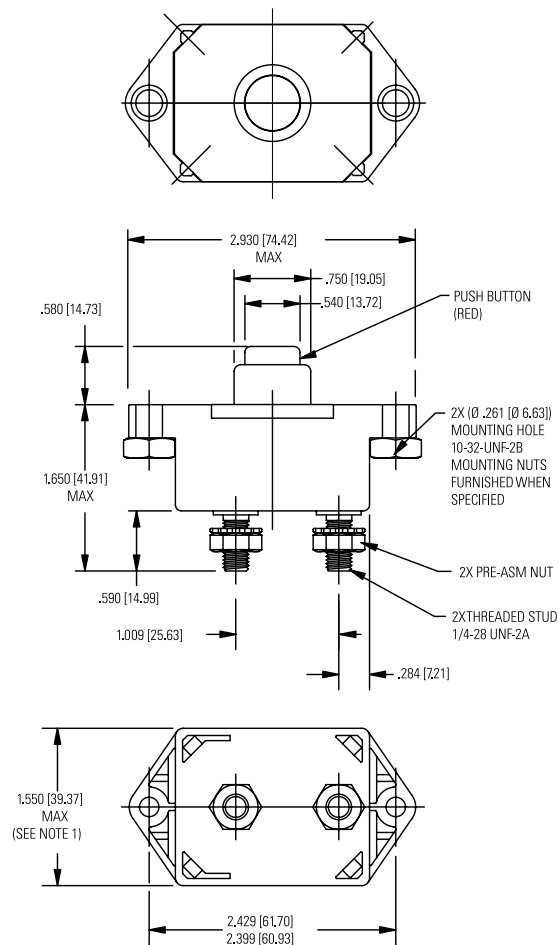 2.930 [74.42]
MAX
.750 [19.05]
.580 [14.73]
.540 [13.72]
PUSH BUTTON
(RED)
2X (Ø .261 [Ø 6.63])
MOUNTING HOLE
10-32-UNF-2B
MOUNTING NUTS
FURNISHED WHEN
SPECIFIED
1.650 [41.91]
MAX
2X PRE-ASM NUT
.590 [14.99]
2X THREADED STUD
1/4-28 UNF-2A
1.009 [25.63]
.284 [7.21]
1.550 [39.37]
MAX
(SEE NOTE 1)
2.429 [61.70]
2.399 [60.93]